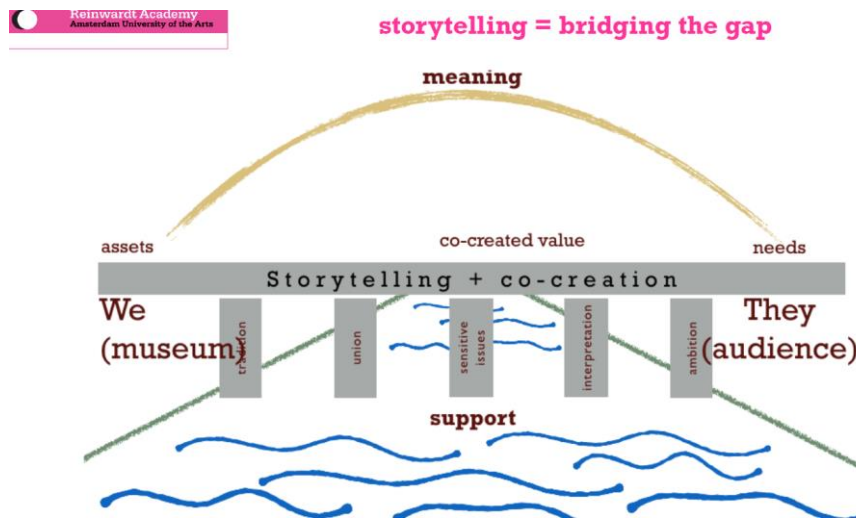 Reinwardt Academy
Amsterdam University of the Arts
storytelling = bridging the gap
meaning
assets
co-created value
needs
Storytelling + co-creation
We
(museum)
They
(audience)
tradition
union
sensitive
issues
interpretation
ambition
support